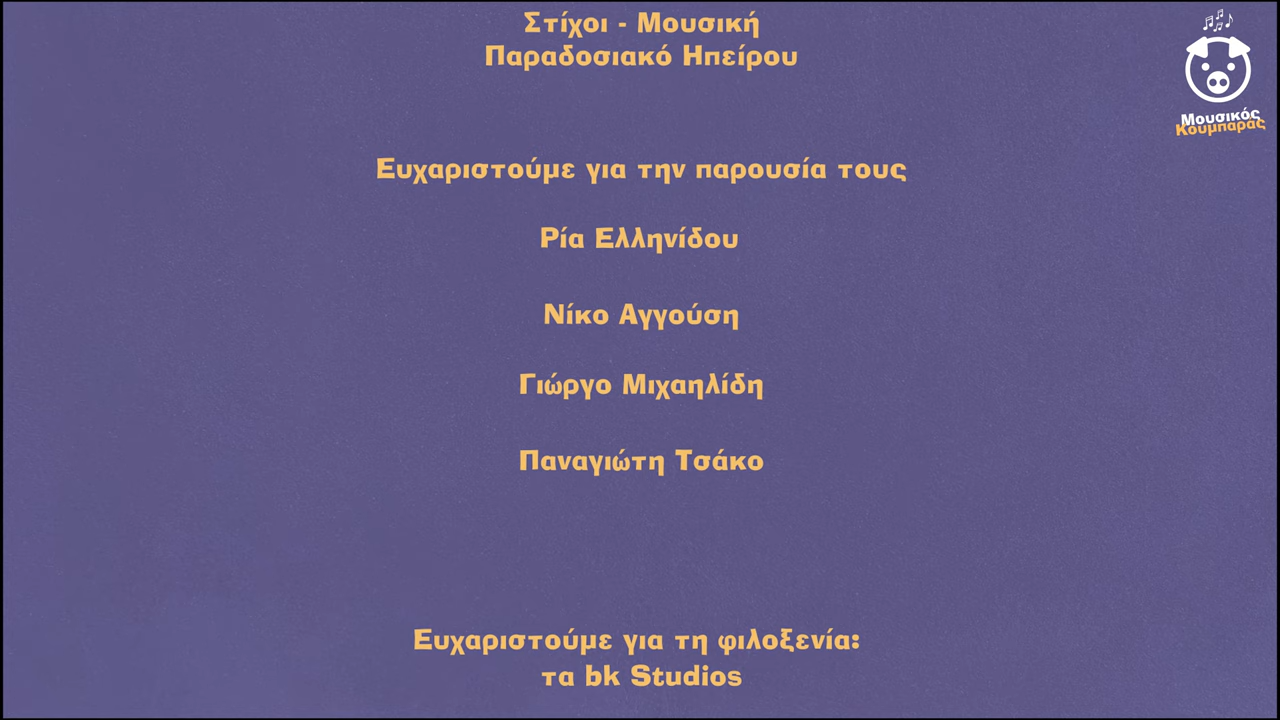 Στίχοι - Μουσική
Παραδοσιακό Ηπείρου
Μουσικός
Κουμπαράς
Ευχαριστούμε για την παρουσία τους
Ρία Ελληνίδου
Νίκο Αγγούση
Γιώργο Μιχαηλίδη
Παναγιώτη Τσάκο
Ευχαριστούμε για τη φιλοξενία:
τα bk Studios